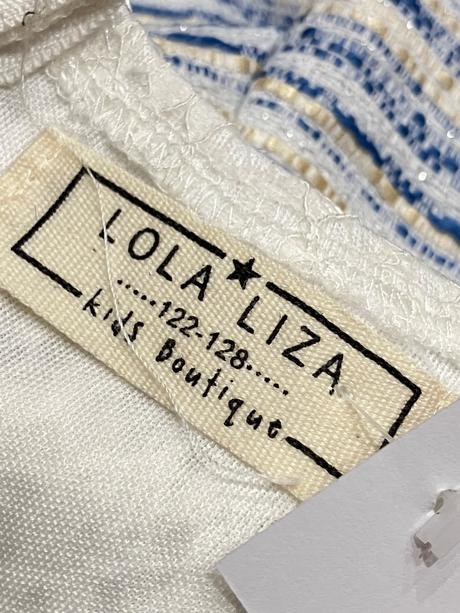 LOLA ★ LIZA
.....122-128.....
kids Boutique